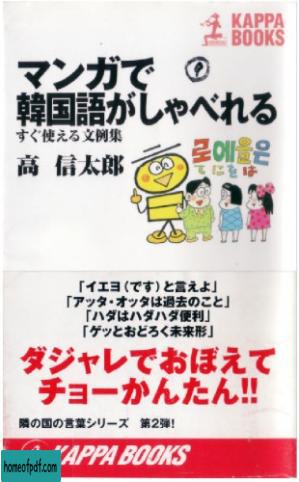 KAPPA
BOOKS
マンガで
韓国語がしゃべれる
すぐ使える文例集
高 信太郎
로에을은
てにをは
「イエヨ(です)と言えよ」
「アッタ・オッタは過去のこと」
「ハダはハダハダ便利」
「ゲッとおどろく未来形」
ダジャレでおぼえて
チョーかんたん!!
隣の国の言葉シリーズ 第2弾!
KAPPA BOOKS
homeofpdf.com